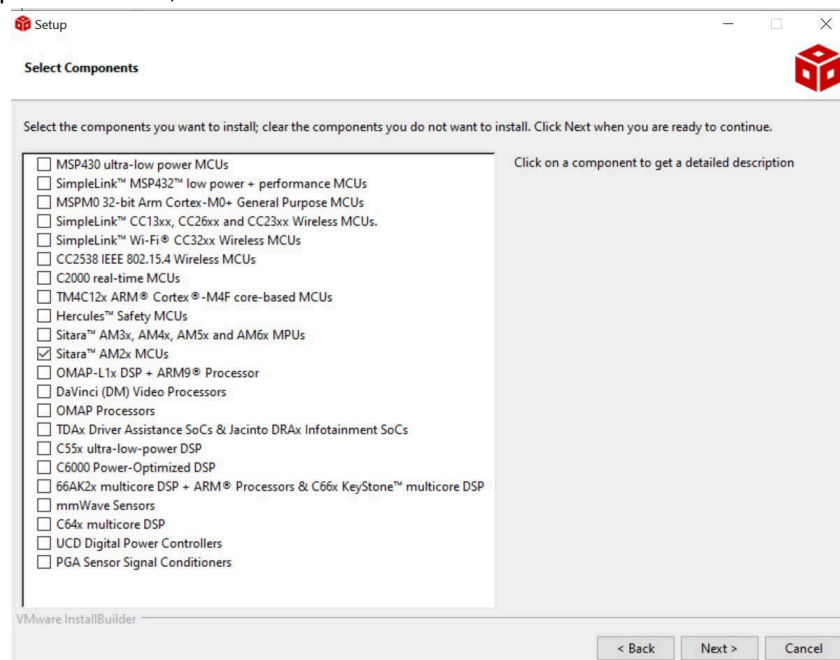 Setup
Select Components
Select the components you want to install; clear the components you do not want to install. Click Next when you are ready to continue.
MSP430 ultra-low power MCUs
SimpleLink™ MSP432™ low power + performance MCUs
MSPM0 32-bit Arm Cortex-M0+ General Purpose MCUs
SimpleLink™ CC13xx, CC26xx and CC23xx Wireless MCUs.
SimpleLink™ Wi-Fi® CC32xx Wireless MCUs
CC2538 IEEE 802.15.4 Wireless MCUs
C2000 real-time MCUs
TM4C12x ARM® Cortex®-M4F core-based MCUs
Hercules™ Safety MCUs
Sitara™ AM3x, AM4x, AM5x and AM6x MPUs
Sitara™ AM2x MCUs
OMAP-L1x DSP + ARM9® Processor
DaVinci (DM) Video Processors
OMAP Processors
TDAx Driver Assistance SoCs & Jacinto DRAx Infotainment SoCs
C55x ultra-low-power DSP
C6000 Power-Optimized DSP
66AK2x multicore DSP + ARM® Processors & C66x KeyStone™ multicore DSP
mmWave Sensors
C64x multicore DSP
UCD Digital Power Controllers
PGA Sensor Signal Conditioners
Click on a component to get a detailed description
VMware InstallBuilder
< Back Next > Cancel